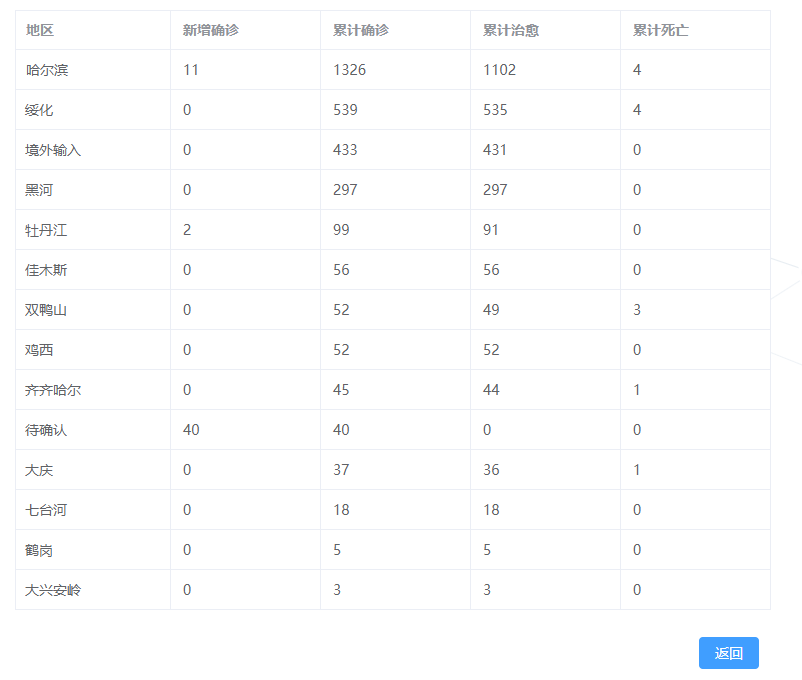 地区 新增确诊 累计确诊 累计治愈 累计死亡
哈尔滨 11 1326 1102 4
绥化 0 539 535 4
境外输入 0 433 431 0
黑河 0 297 297 0
牡丹江 2 99 91 0
佳木斯 0 56 56 0
双鸭山 0 52 49 3
鸡西 0 52 52 0
齐齐哈尔 0 45 44 1
待确认 40 40 0 0
大庆 0 37 36 1
七台河 0 18 18 0
鹤岗 0 5 5 0
大兴安岭 0 3 3 0
返回